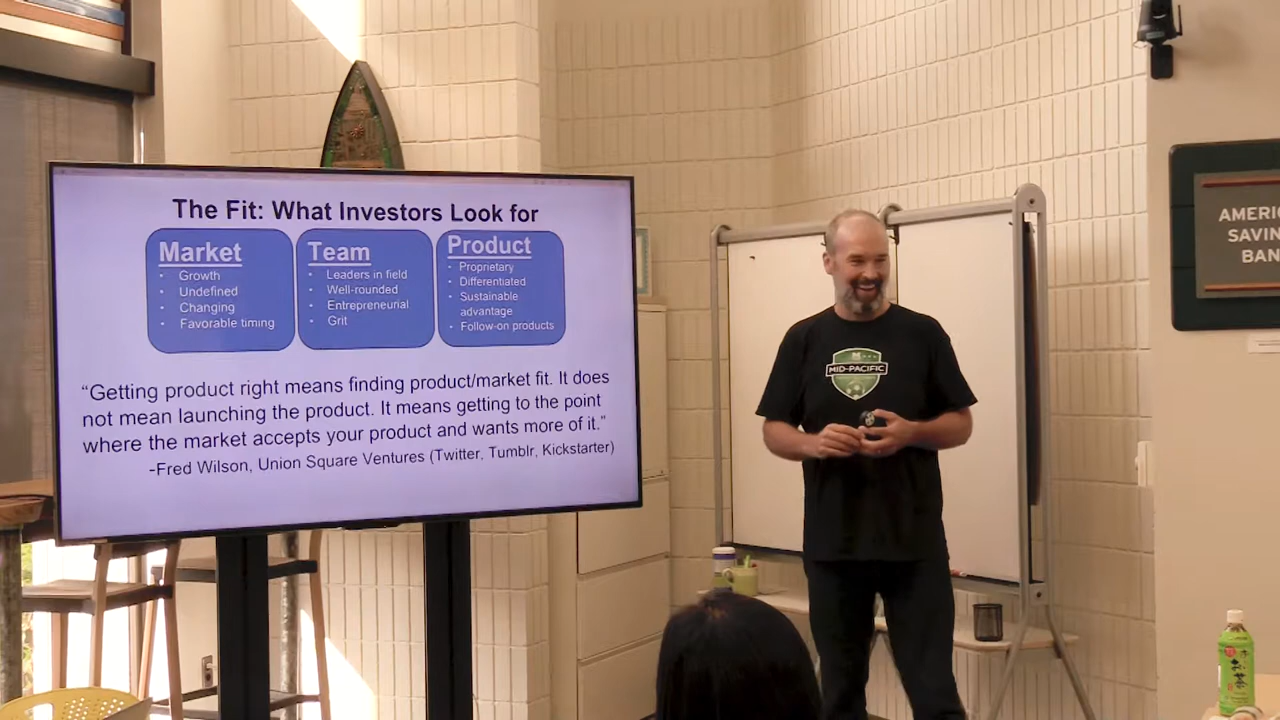 The Fit: What Investors Look for
Market
• Growth
• Undefined
• Changing
• Favorable timing
Team
• Leaders in field
• Well-rounded
• Entrepreneurial
• Grit
Product
• Proprietary
• Differentiated
• Sustainable
advantage
• Follow-on products
“Getting product right means finding product/market fit. It does
not mean launching the product. It means getting to the point
where the market accepts your product and wants more of it.”
-Fred Wilson, Union Square Ventures (Twitter, Tumblr, Kickstarter)
MID-PACIFIC
AMERIC
SAVIN
BAN
お茶